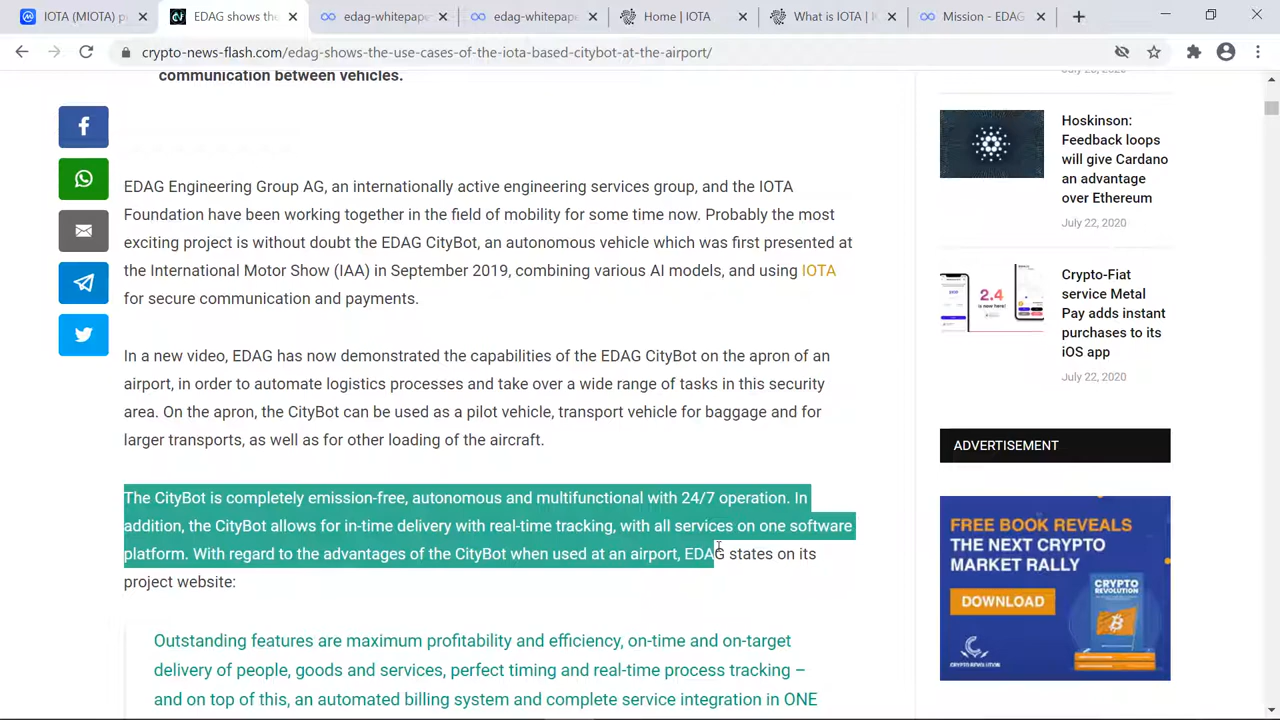 IOTA (MIOTA) p
EDAG shows the
edag-whitepape
edag-whitepape
Home | IOTA
What is IOTA | K
Mission - EDAG
crypto-news-flash.com/edag-shows-the-use-cases-of-the-iota-based-citybot-at-the-airport/
communication between vehicles.
EDAG Engineering Group AG, an internationally active engineering services group, and the IOTA
Foundation have been working together in the field of mobility for some time now. Probably the most
exciting project is without doubt the EDAG CityBot, an autonomous vehicle which was first presented at
the International Motor Show (IAA) in September 2019, combining various AI models, and using IOTA
for secure communication and payments.
In a new video, EDAG has now demonstrated the capabilities of the EDAG CityBot on the apron of an
airport, in order to automate logistics processes and take over a wide range of tasks in this security
area. On the apron, the CityBot can be used as a pilot vehicle, transport vehicle for baggage and for
larger transports, as well as for other loading of the aircraft.
The CityBot is completely emission-free, autonomous and multifunctional with 24/7 operation. In
addition, the CityBot allows for in-time delivery with real-time tracking, with all services on one software
platform. With regard to the advantages of the CityBot when used at an airport, EDAG states on its
project website:
Outstanding features are maximum profitability and efficiency, on-time and on-target
delivery of people, goods and service, perfect timing and real-time process tracking –
and on top of this, an automated billing system and complete service integration in ONE
July 23, 2020
Hoskinson:
Feedback loops
will give Cardano
an advantage
over Ethereum
July 22, 2020
2.4
is now here!
Crypto-Fiat
service Metal
Pay adds instant
purchases to its
iOS app
July 22, 2020
ADVERTISEMENT
FREE BOOK REVEALS
THE NEXT CRYPTO
MARKET RALLY
DOWNLOAD
CRYPTO
REVOLUTION
CRYPTO REVOLUTION